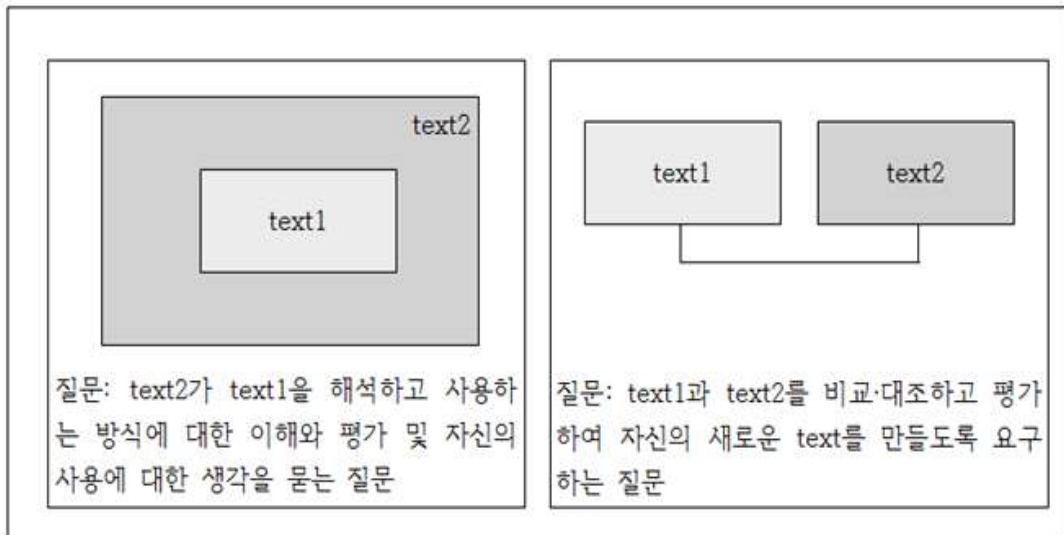 text2
text1
질문: text2가 text1을 해석하고 사용하
는 방식에 대한 이해와 평가 및 자신의
사용에 대한 생각을 묻는 질문
text1
text2
질문: text1과 text2를 비교·대조하고 평가
하여 자신의 새로운 text를 만들도록 요구
하는 질문